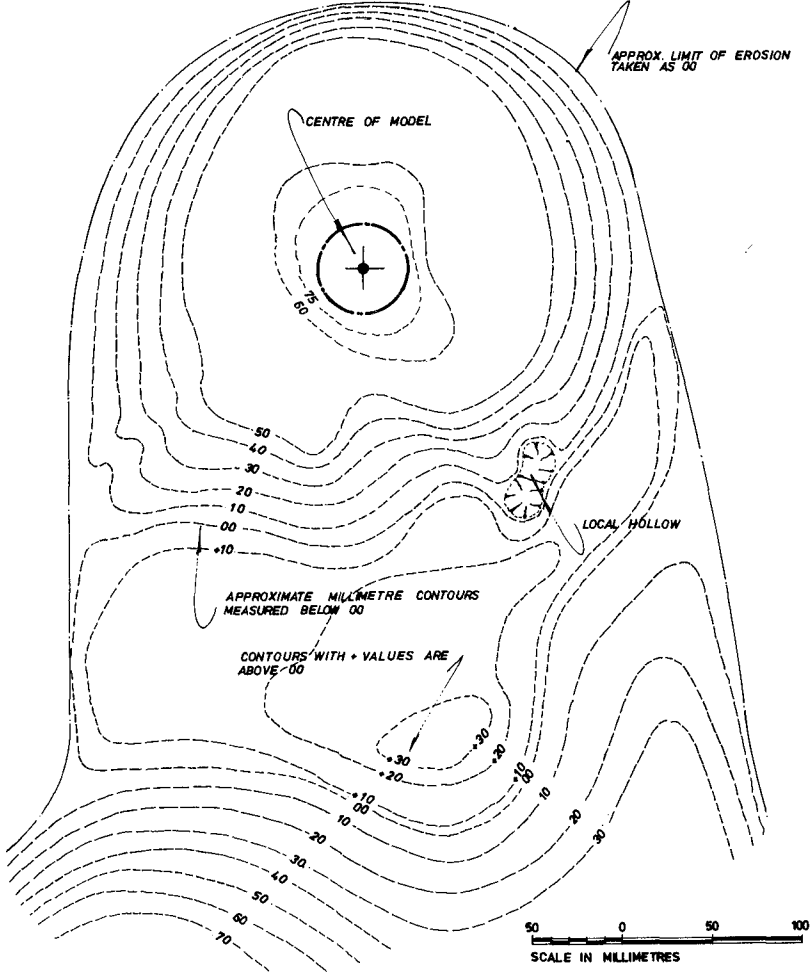 APPROX. LIMIT OF EROSION
TAKEN AS 00
CENTRE OF MODEL
75
60
50
40
30
20
10
00
+10
LOCAL HOLLOW
APPROXIMATE MILLIMETRE CONTOURS
MEASURED BELOW 00
CONTOURS WITH + VALUES ARE
ABOVE 00
+30
+30
+20
+20
+10
00
+10
00
10
10
20
20
30
30
40
50
60
70
50 0 50 100
SCALE IN MILLIMETRES